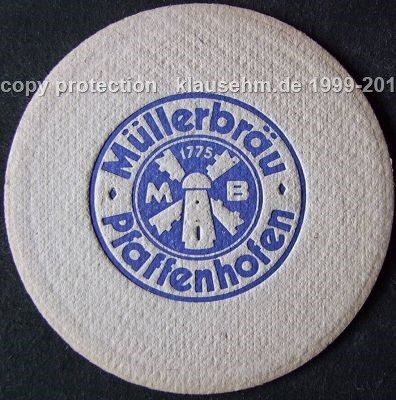 copy protection klausehm.de 1999-201
Müllerbräu
1775
M B
Pfaffenhofen